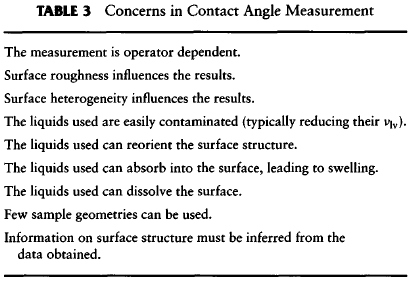 TABLE 3 Concerns in Contact Angle Measurement
The measurement is operator dependent.
Surface roughness influences the results.
Surface heterogeneity influences the results.
The liquids used are easily contaminated (typically reducing their νlv).
The liquids used can reorient the surface structure.
The liquids used can absorb into the surface, leading to swelling.
The liquids used can dissolve the surface.
Few sample geometries can be used.
Information on surface structure must be inferred from the
data obtained.